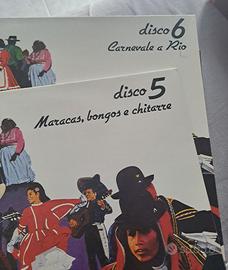 disco 6
Carnevale a Rio
disco 5
Maracas, bongos e chitarre